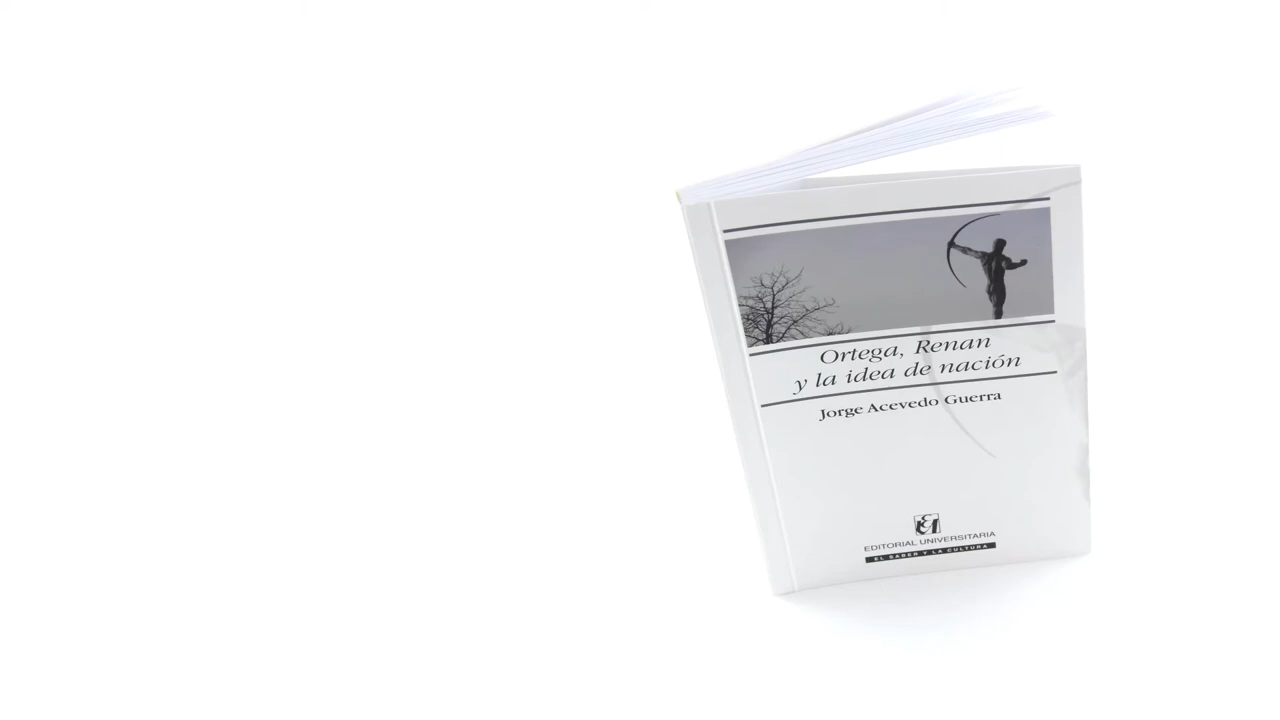 Ortega, Renan
y la idea de nación
Jorge Acevedo Guerra
EDITORIAL UNIVERSITARIA
EL SABER Y LA CULTURA